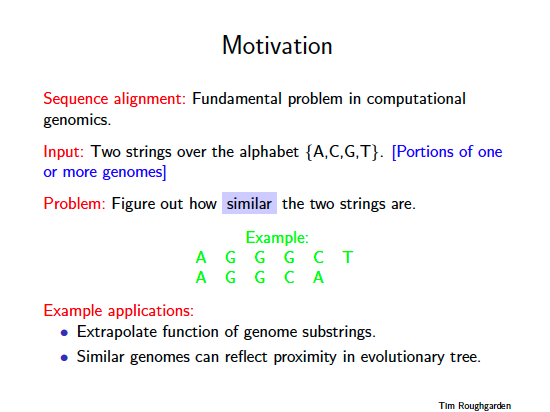 Motivation
Sequence alignment: Fundamental problem in computational
genomics.
Input: Two strings over the alphabet {A,C,G,T}. [Portions of one
or more genomes]
Problem: Figure out how similar the two strings are.
Example:
A G G G C T
A G G C A
Example applications:
• Extrapolate function of genome substrings.
• Similar genomes can reflect proximity in evolutionary tree.
Tim Roughgarden